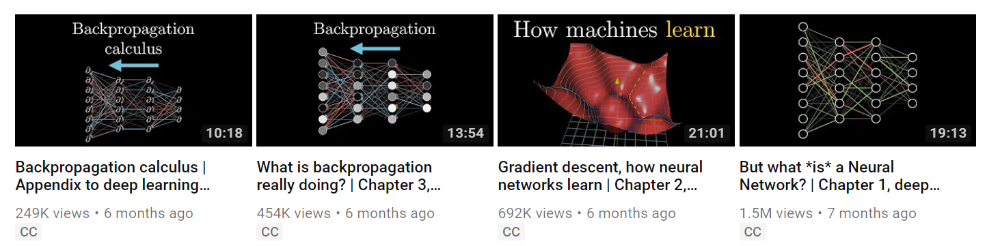 Backpropagation
calculus
10:18
Backpropagation calculus |
Appendix to deep learning...
249K views • 6 months ago
CC
Backpropagation
13:54
What is backpropagation
really doing? | Chapter 3,...
454K views • 6 months ago
CC
How machines learn
21:01
Gradient descent, how neural
networks learn | Chapter 2,...
692K views • 6 months ago
CC
19:13
But what *is* a Neural
Network? | Chapter 1, deep...
1.5M views • 7 months ago
CC